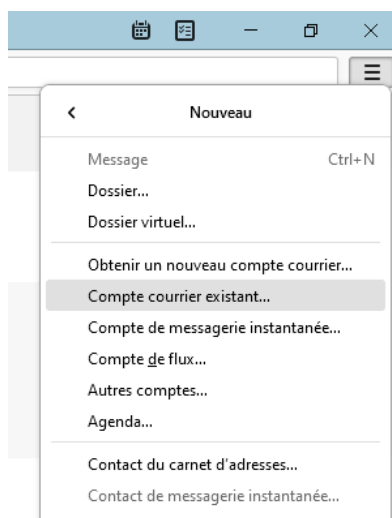 Nouveau
Message Ctrl+N
Dossier...
Dossier virtuel...
Obtenir un nouveau compte courrier...
Compte courrier existant...
Compte de messagerie instantanée...
Compte de flux...
Autres comptes...
Agenda...
Contact du carnet d'adresses...
Contact de messagerie instantanée...